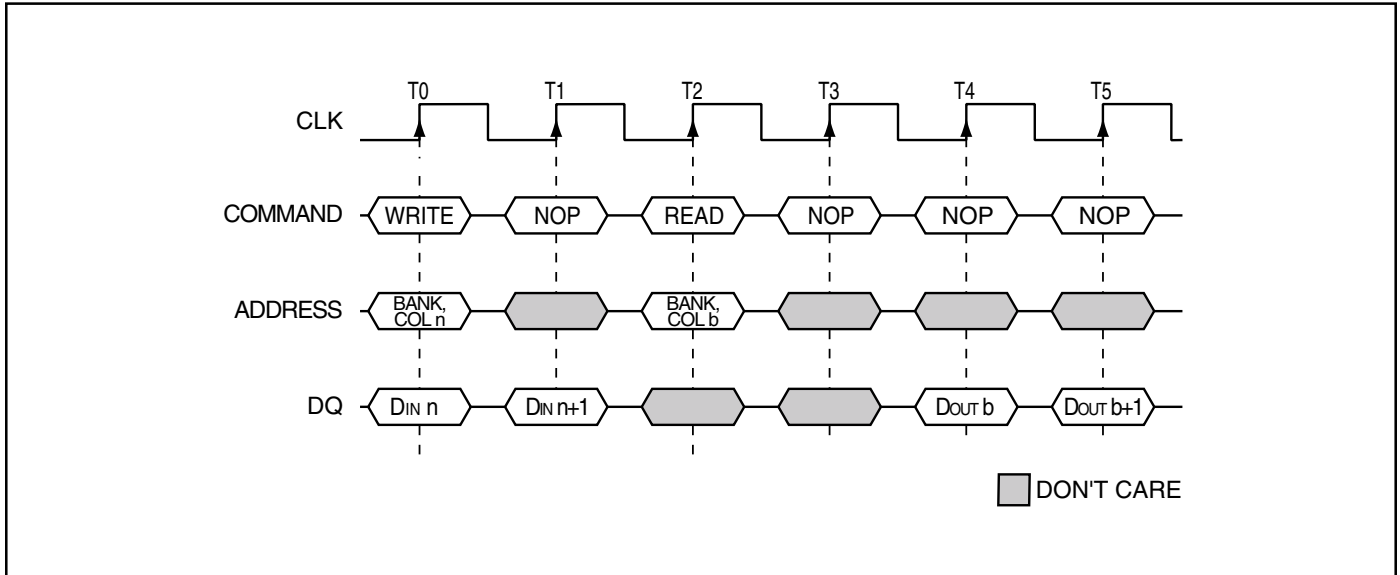 T0 T1 T2 T3 T4 T5
CLK
COMMAND WRITE NOP READ NOP NOP NOP
ADDRESS BANK, COL n BANK, COL b
DQ DIN n DIN n+1 DOUT b DOUT b+1
DON'T CARE